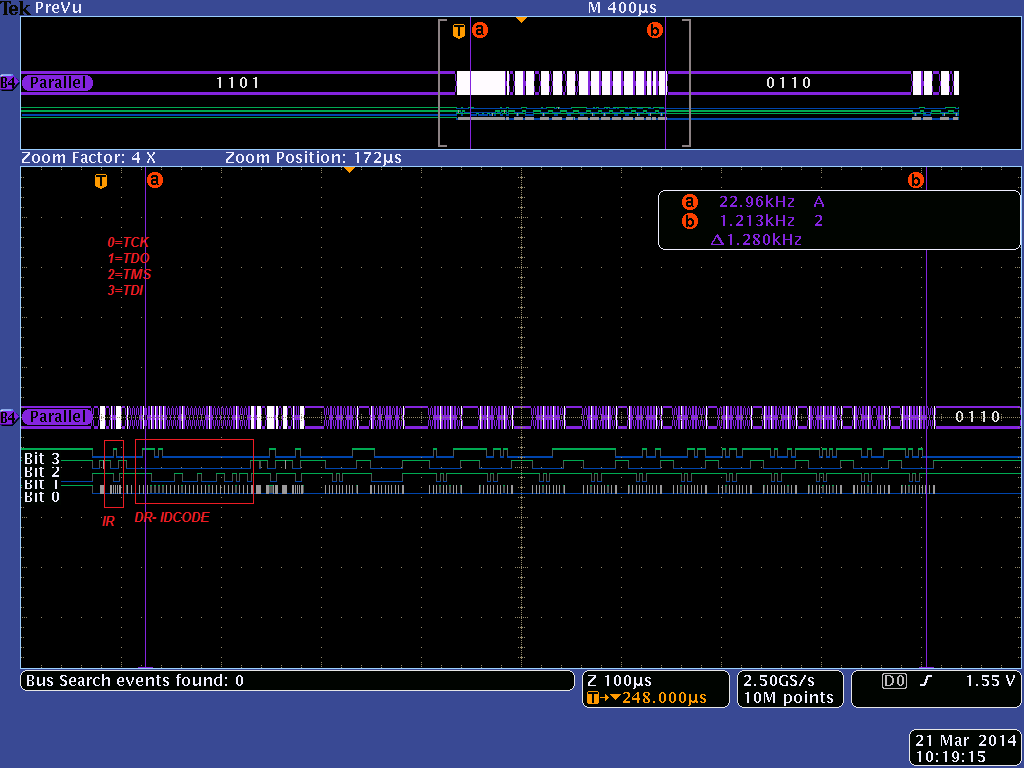 Tek PreVu M 400µs
T a b
B4 Parallel 1101 0110
Zoom Factor: 4 X Zoom Position: 172µs
T a b
a 22.96kHz A
b 1.213kHz 2
Δ1.280kHz
0=TCK
1=TDO
2=TMS
3=TDI
B4 Parallel 0110
Bit 3
Bit 2
Bit 1
Bit 0
IR DR- IDCODE
Bus Search events found: 0
Z 100µs 2.50GS/s D0 1.55 V
T→▼248.000µs 10M points
21 Mar 2014
10:19:15